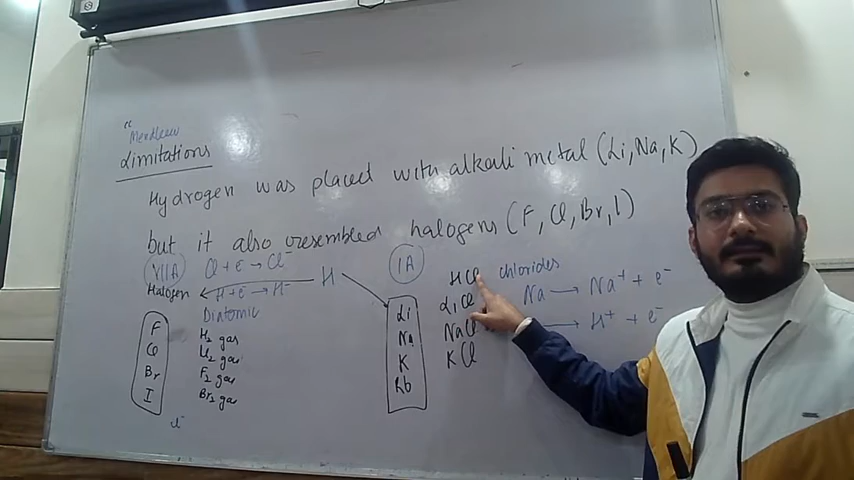 "Mendleev
Limitations
Hydrogen was placed with alkali metal (Li, Na, K)
but it also resembled halogens (F, Cl, Br, I)
VIIA Cl + e⁻ → Cl⁻ H IA HCl chlorides
Halogen H + e⁻ → H⁻ LiCl Na → Na⁺ + e⁻
Diatomic Li NaCl → H⁺ + e⁻
F H₂ gas Na KCl
Cl Cl₂ gas K
Br F₂ gas Rb
I Br₂ gas